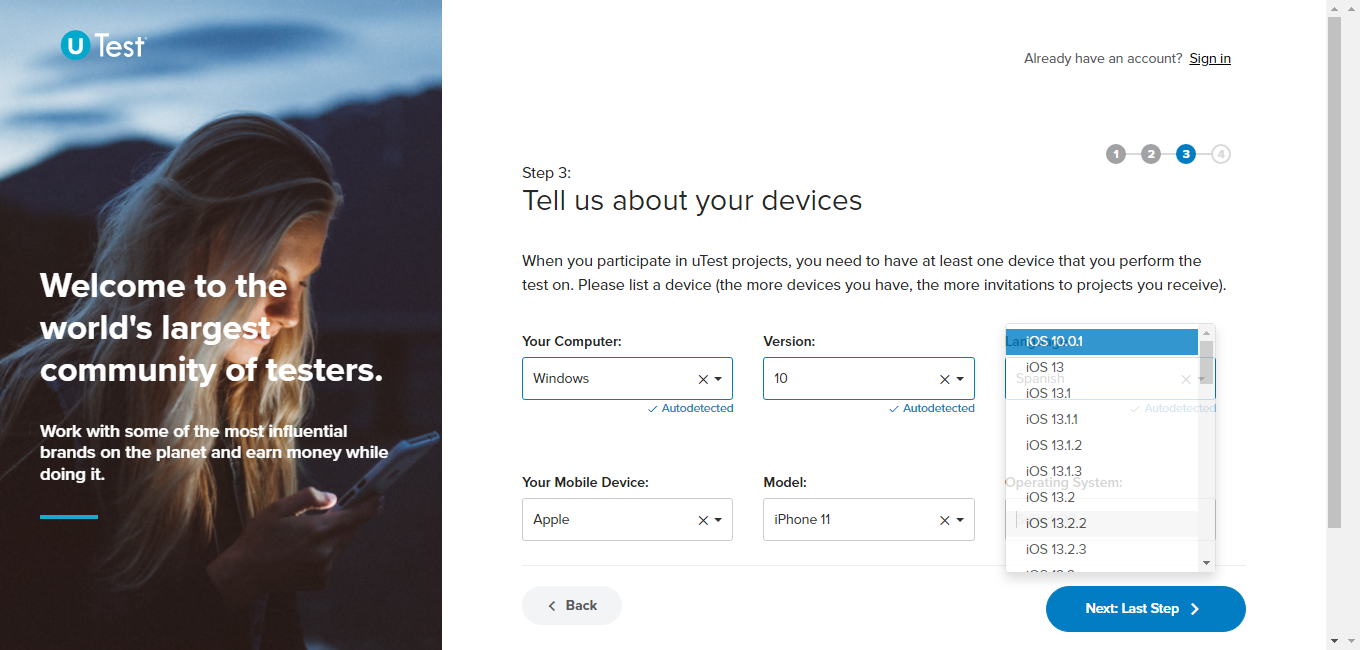 U Test
Already have an account? Sign in
1 2 3 4
Step 3:
Tell us about your devices
When you participate in uTest projects, you need to have at least one device that you perform the
test on. Please list a device (the more devices you have, the more invitations to projects you receive).
Welcome to the
world's largest
community of testers.
Work with some of the most influential
brands on the planet and earn money while
doing it.
Your Computer:
Windows
Autodetected
Version:
10
Autodetected
Spanish
Autodetected
Your Mobile Device:
Apple
Model:
iPhone 11
Operating System:
iOS 10.0.1
iOS 13
iOS 13.1
iOS 13.1.1
iOS 13.1.2
iOS 13.1.3
iOS 13.2
iOS 13.2.2
iOS 13.2.3
Back
Next: Last Step